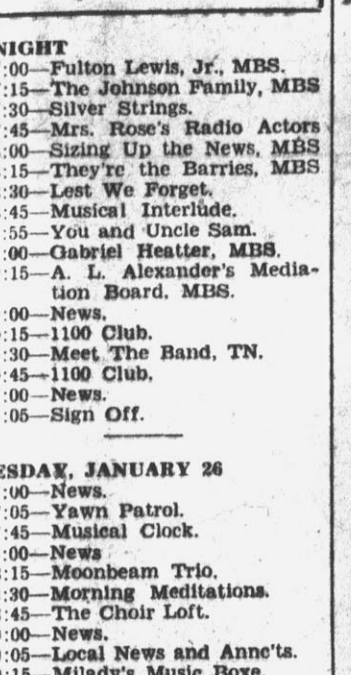 NIGHT
:00—Fulton Lewis, Jr., MBS.
:15—The Johnson Family, MBS
:30—Silver Strings.
:45—Mrs. Rose's Radio Actors
:00—Sizing Up the News, MBS
:15—They're the Barries, MBS
:30—Lest We Forget.
:45—Musical Interlude.
:55—You and Uncle Sam.
:00—Gabriel Heatter, MBS.
:15—A. L. Alexander's Media-
tion Board. MBS.
:00—News.
:15—1100 Club.
:30—Meet The Band, TN.
:45—1100 Club.
:00—News.
:05—Sign Off.
ESDAY, JANUARY 26
:00—News.
:05—Yawn Patrol.
:45—Musical Clock.
:00—News
:15—Moonbeam Trio.
:30—Morning Meditations.
:45—The Choir Loft.
:00—News.
:05—Local News and Annc'ts.
:15—Milady's Music Boxe.